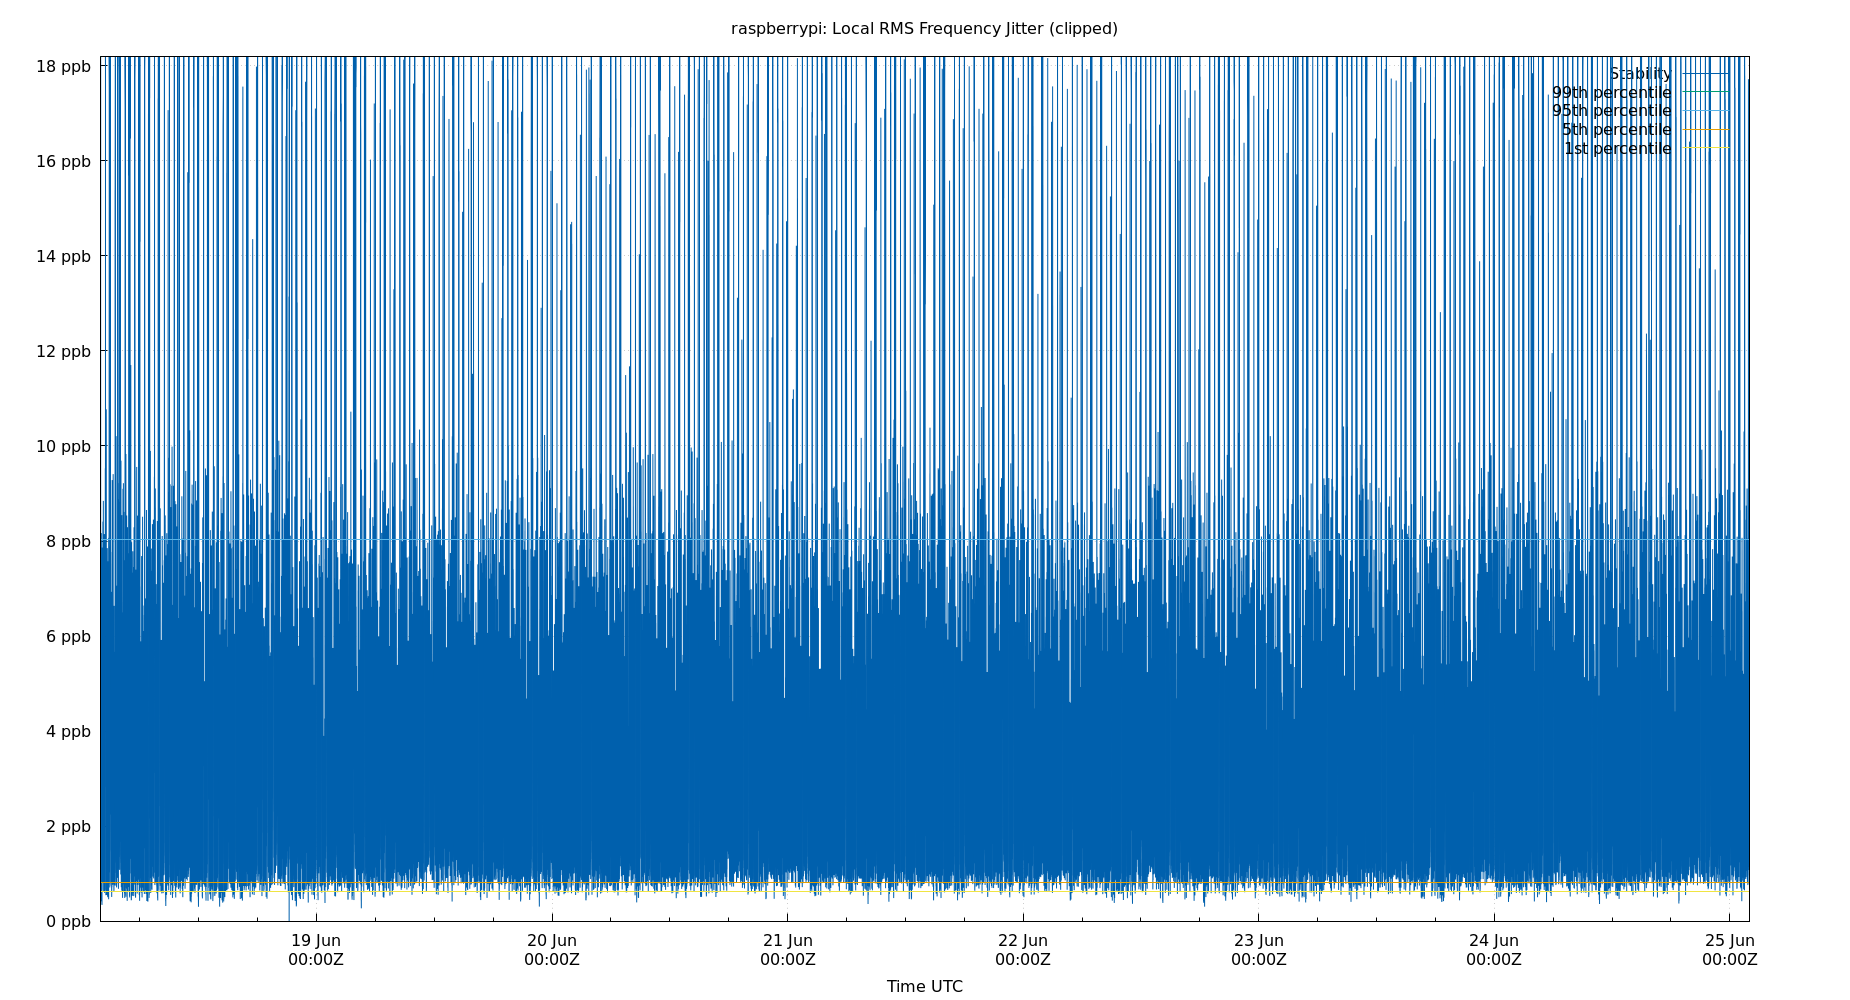 raspberrypi: Local RMS Frequency Jitter (clipped)
18 ppb
16 ppb
14 ppb
12 ppb
10 ppb
8 ppb
6 ppb
4 ppb
2 ppb
0 ppb
Stability
99th percentile
95th percentile
5th percentile
1st percentile
19 Jun 20 Jun 21 Jun 22 Jun 23 Jun 24 Jun 25 Jun
00:00Z 00:00Z 00:00Z 00:00Z 00:00Z 00:00Z 00:00Z
Time UTC